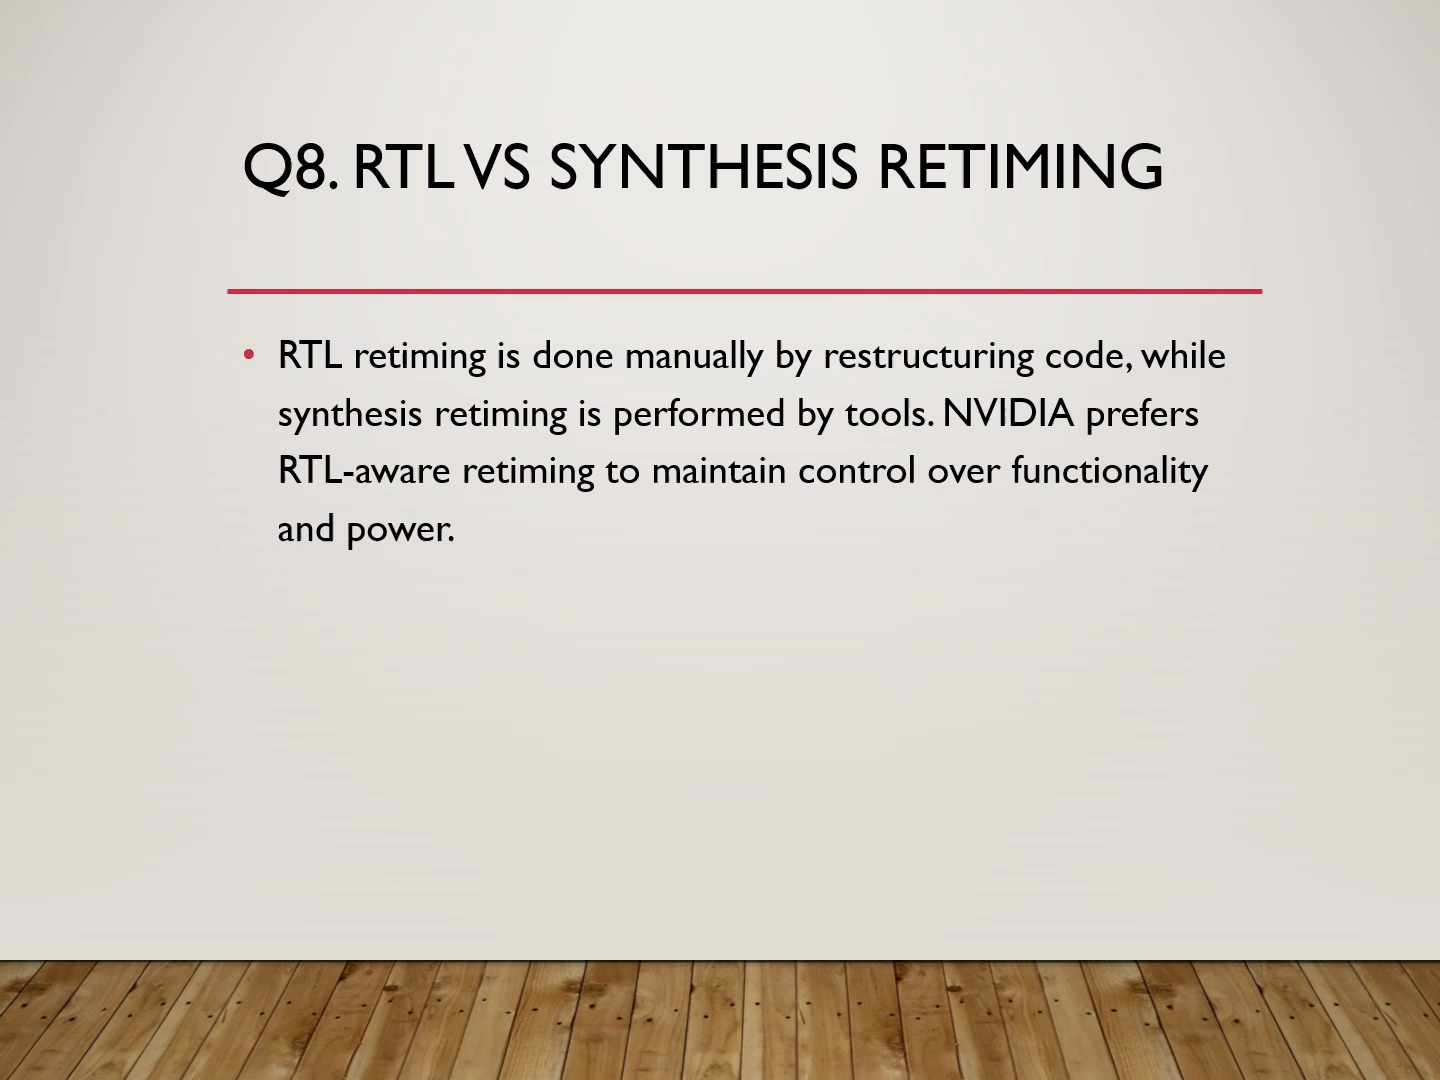 Q8. RTL VS SYNTHESIS RETIMING
• RTL retiming is done manually by restructuring code, while
synthesis retiming is performed by tools. NVIDIA prefers
RTL-aware retiming to maintain control over functionality
and power.